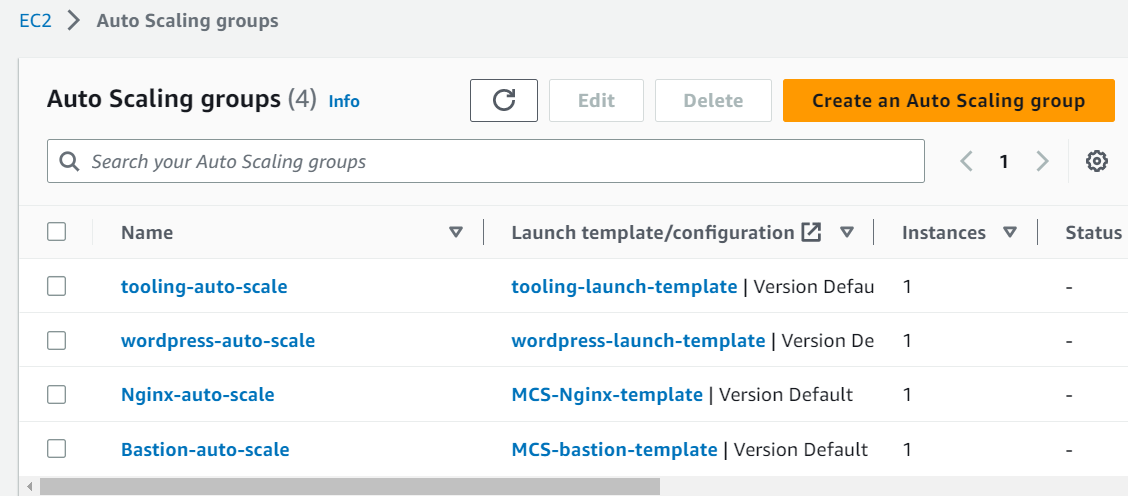 EC2 > Auto Scaling groups
Auto Scaling groups (4) Info Edit Delete Create an Auto Scaling group
Search your Auto Scaling groups 1
Name Launch template/configuration Instances Status
tooling-auto-scale tooling-launch-template | Version Defau 1 -
wordpress-auto-scale wordpress-launch-template | Version De 1 -
Nginx-auto-scale MCS-Nginx-template | Version Default 1 -
Bastion-auto-scale MCS-bastion-template | Version Default 1 -